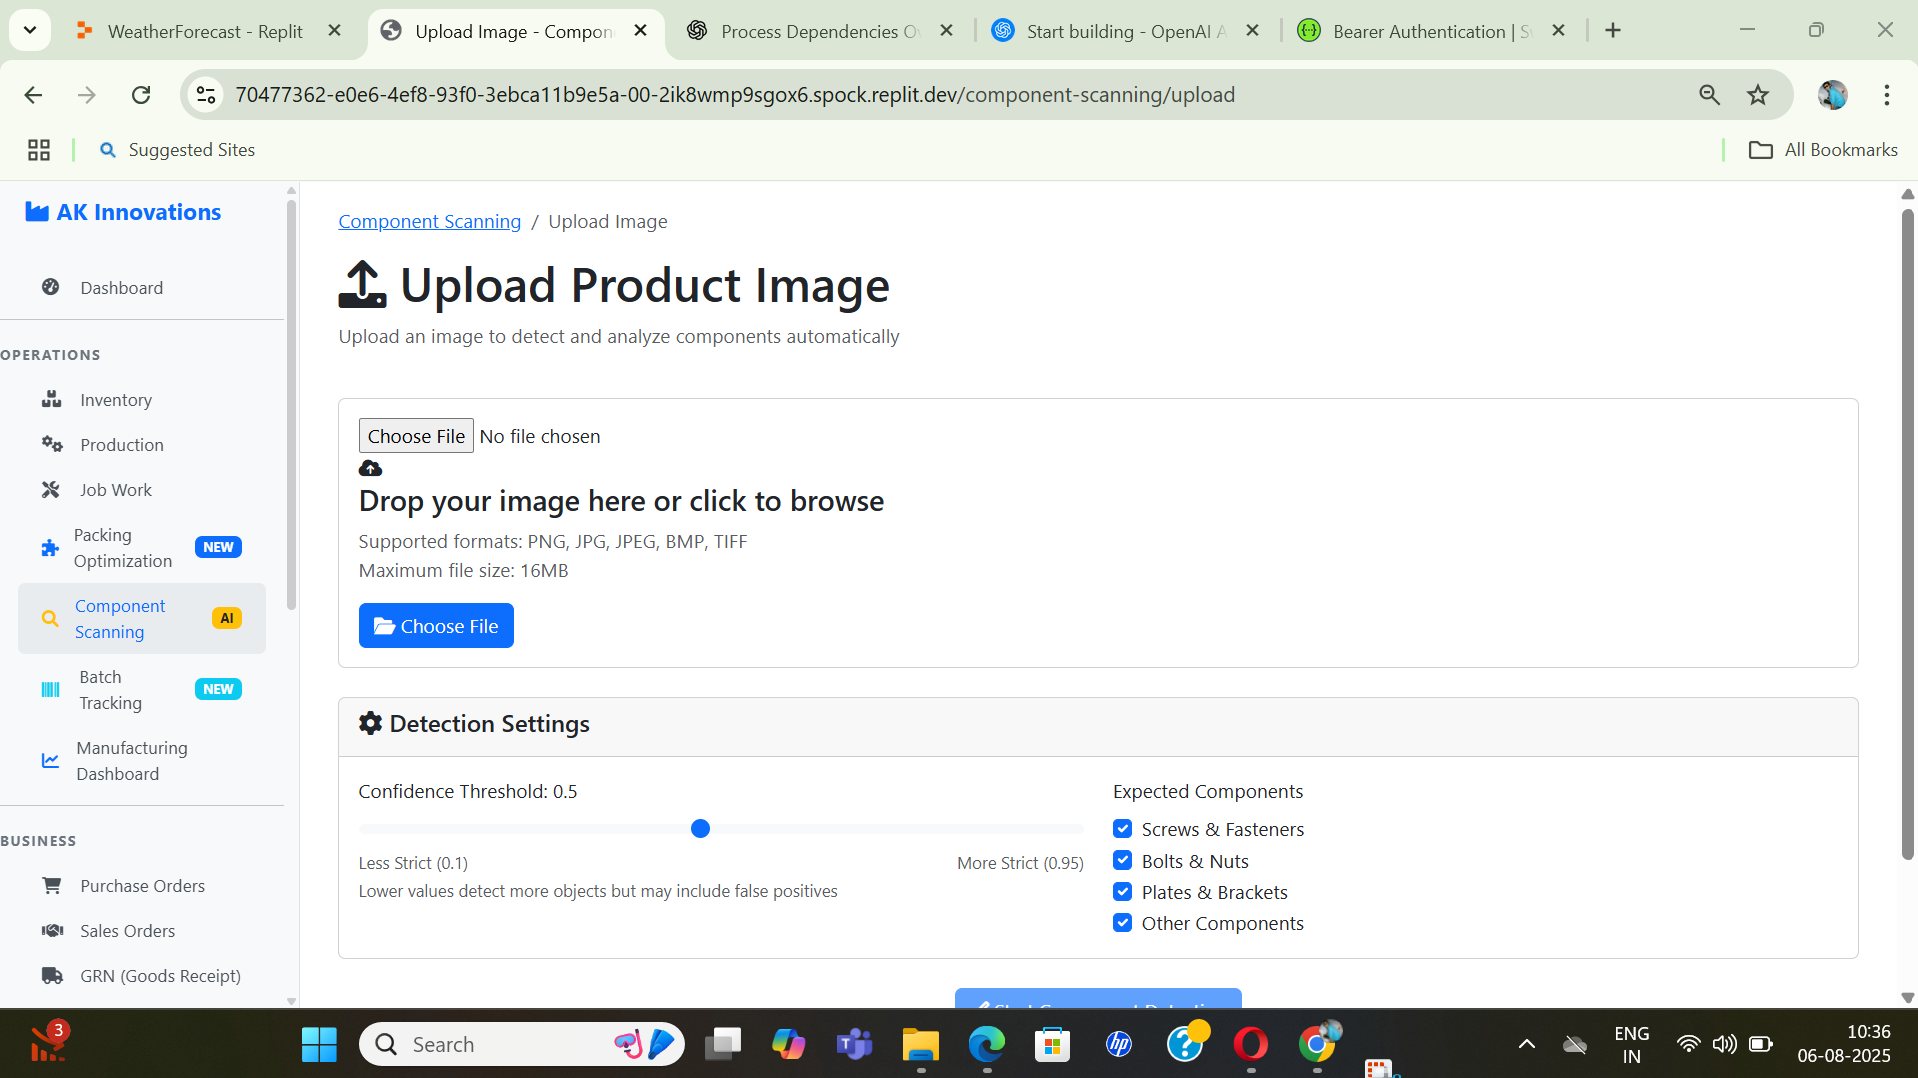 WeatherForecast - Replit
Upload Image - Compon
Process Dependencies O
Start building - OpenAI A
Bearer Authentication | S
70477362-e0e6-4ef8-93f0-3ebca11b9e5a-00-2ik8wmp9sgox6.spock.replit.dev/component-scanning/upload
Suggested Sites
All Bookmarks
AK Innovations
Dashboard
OPERATIONS
Inventory
Production
Job Work
Packing
Optimization
NEW
Component
Scanning
AI
Batch
Tracking
NEW
Manufacturing
Dashboard
BUSINESS
Purchase Orders
Sales Orders
GRN (Goods Receipt)
Component Scanning / Upload Image
Upload Product Image
Upload an image to detect and analyze components automatically
Choose File No file chosen
Drop your image here or click to browse
Supported formats: PNG, JPG, JPEG, BMP, TIFF
Maximum file size: 16MB
Choose File
Detection Settings
Confidence Threshold: 0.5
Less Strict (0.1)
More Strict (0.95)
Lower values detect more objects but may include false positives
Expected Components
Screws & Fasteners
Bolts & Nuts
Plates & Brackets
Other Components
3
Search
hp
ENG
IN
10:36
06-08-2025